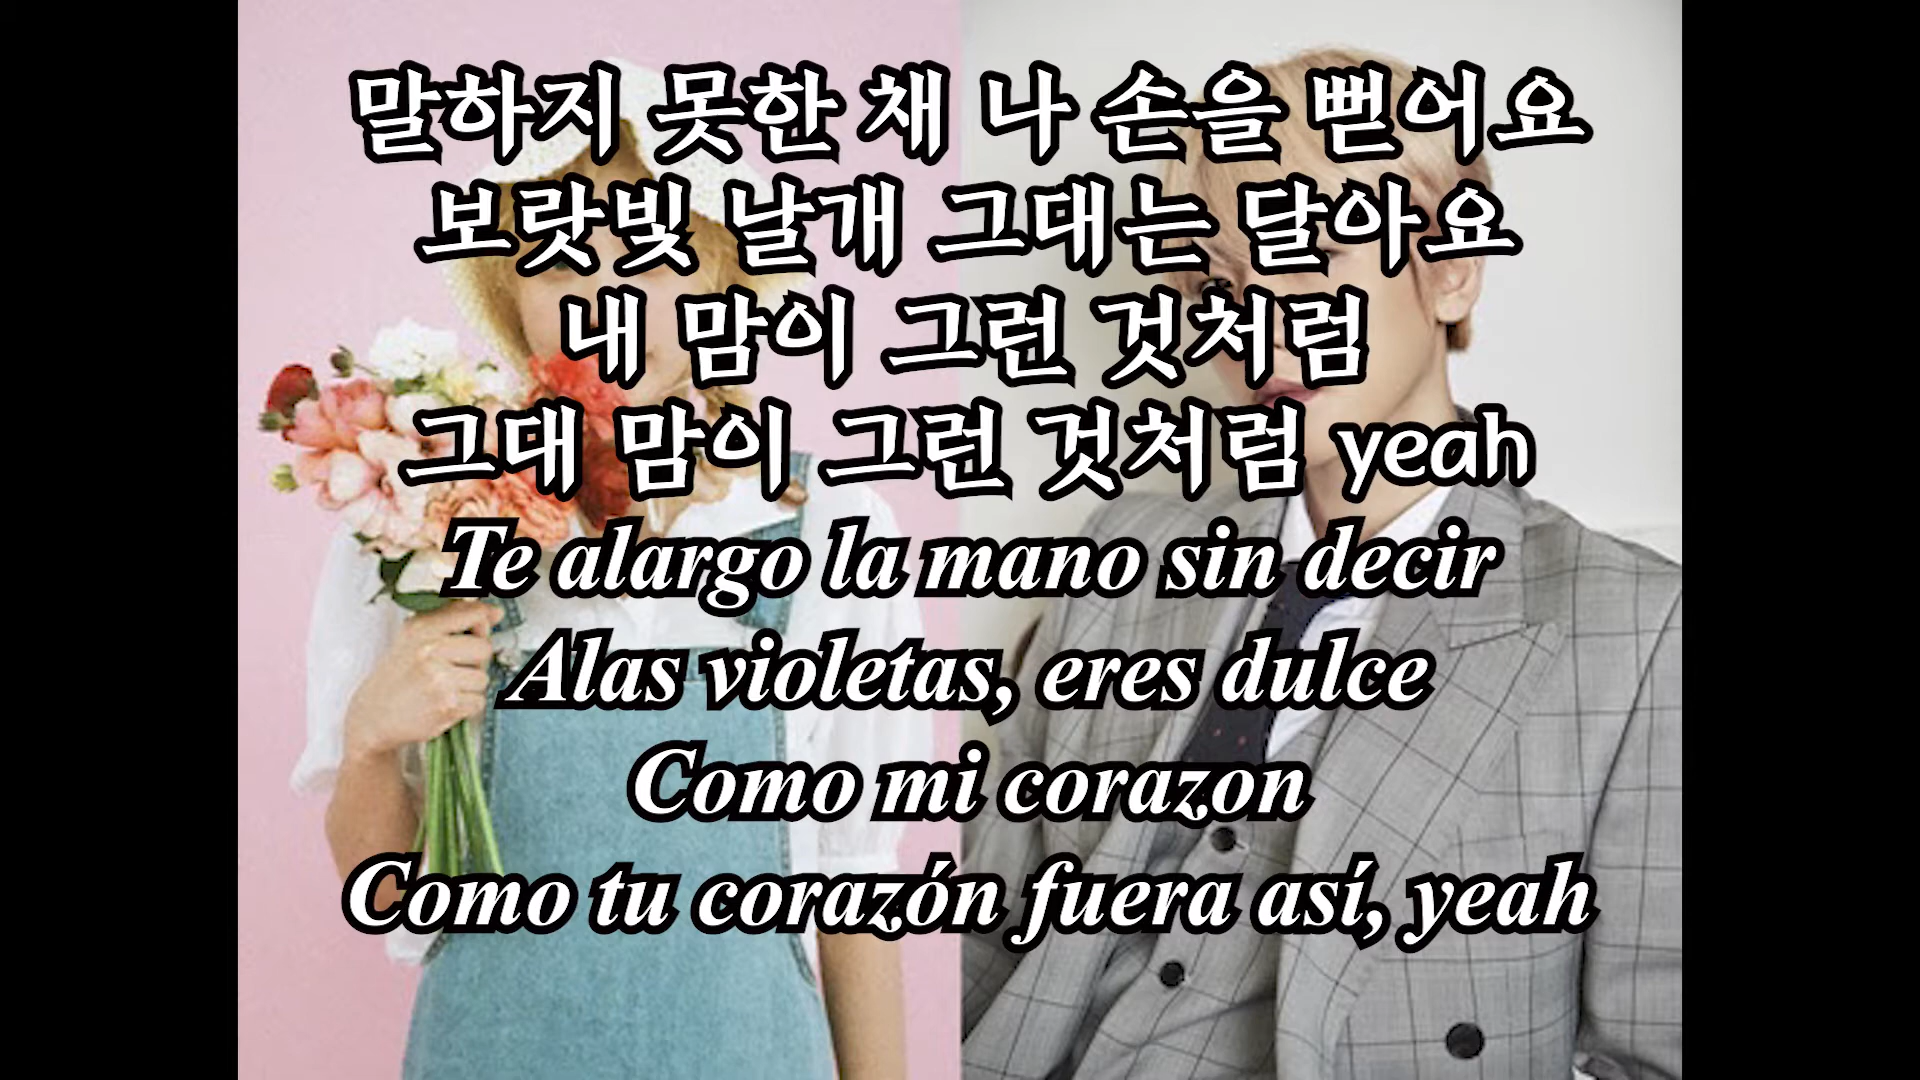 말하지 못한 채 나 손을 뻗어요
보랏빛 날개 그대는 달아요
내 맘이 그런 것처럼
그대 맘이 그런 것처럼 yeah
Te alargo la mano sin decir
Alas violetas, eres dulce
Como mi corazon
Como tu corazón fuera así, yeah